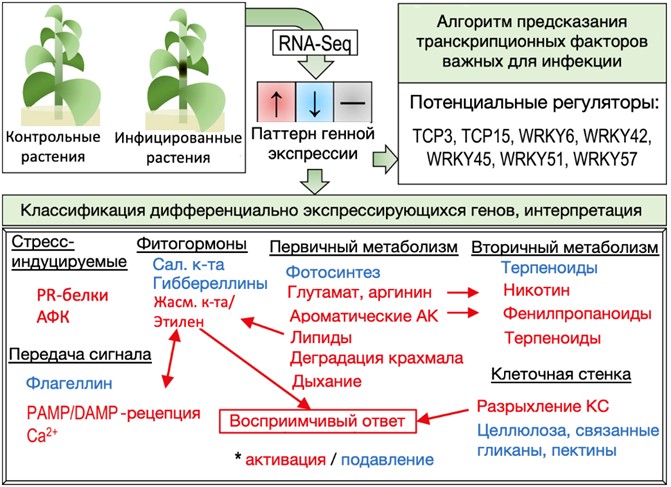 Контрольные
растения
Инфицированные
растения
RNA-Seq
↑ ↓ —
Паттерн генной
экспрессии
Алгоритм предсказания
транскрипционных факторов
важных для инфекции
Потенциальные регуляторы:
TCP3, TCP15, WRKY6, WRKY42,
WRKY45, WRKY51, WRKY57
Классификация дифференциально экспрессирующихся генов, интерпретация
Стресс-
индуцируемые
PR-белки
АФК
Передача сигнала
Флагеллин
PAMP/DAMP-рецепция
Ca²⁺
Фитогормоны
Сал. к-та
Гиббереллины
Жасм. к-та/
Этилен
Первичный метаболизм
Фотосинтез
Глутамат, аргинин
Ароматические АК
Липиды
Деградация крахмала
Дыхание
Вторичный метаболизм
Терпеноиды
Никотин
Фенилпропаноиды
Терпеноиды
Клеточная стенка
Разрыхление КС
Целлюлоза, связанные
гликаны, пектины
Восприимчивый ответ
* активация / подавление